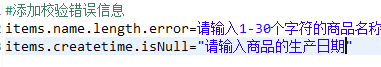 #添加校验错误信息
items.name.length.error=请输入1-30个字符的商品名称
items.createtime.isNull="请输入商品的生产日期"